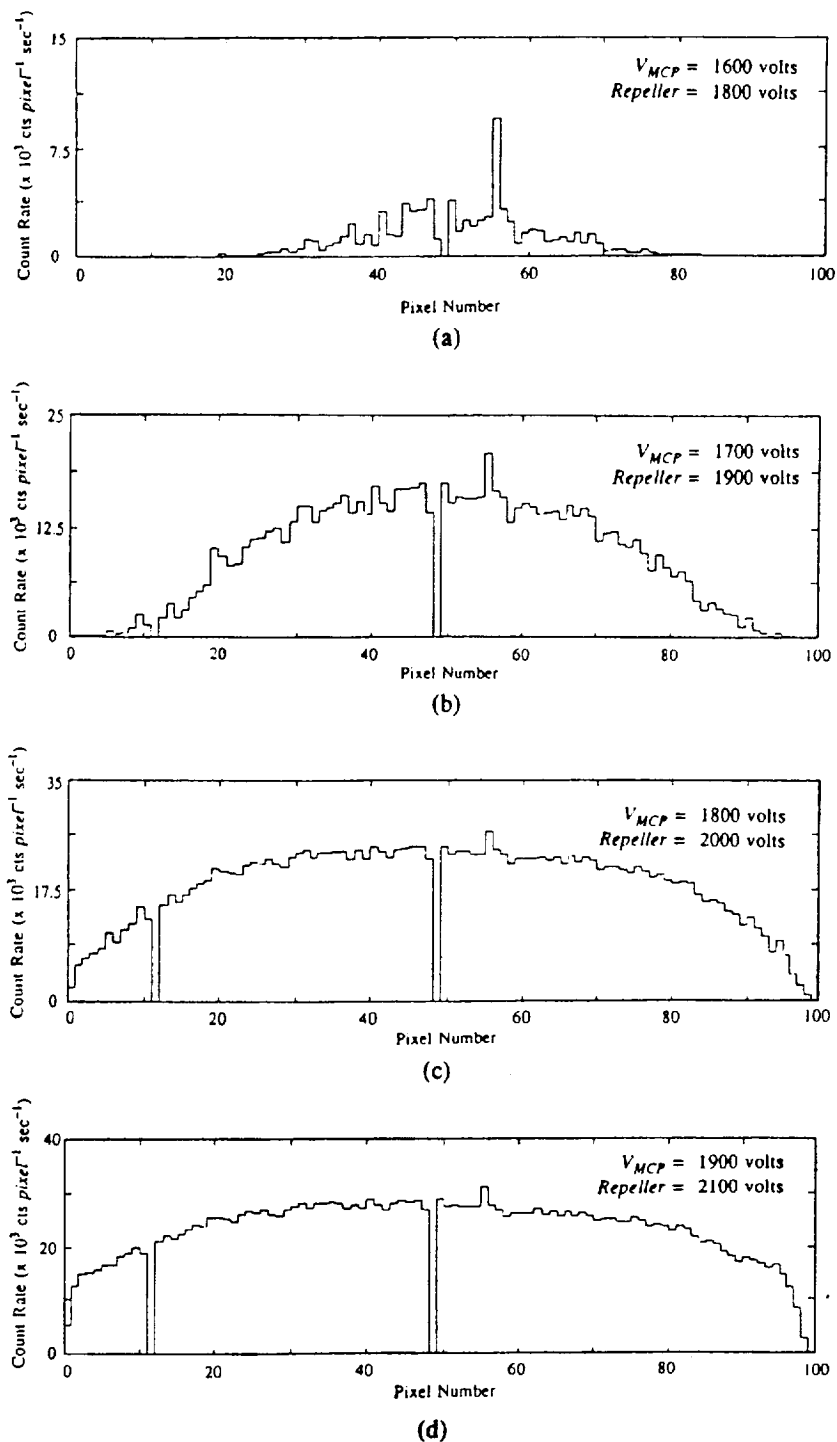 15
7.5
0
Count Rate (x 10³ cts pixel⁻¹ sec⁻¹)
V_MCP = 1600 volts
Repeller = 1800 volts
0 20 40 60 80 100
Pixel Number
(a)
25
12.5
0
Count Rate (x 10³ cts pixel⁻¹ sec⁻¹)
V_MCP = 1700 volts
Repeller = 1900 volts
0 20 40 60 80 100
Pixel Number
(b)
35
17.5
0
Count Rate (x 10³ cts pixel⁻¹ sec⁻¹)
V_MCP = 1800 volts
Repeller = 2000 volts
0 20 40 60 80 100
Pixel Number
(c)
40
20
0
Count Rate (x 10³ cts pixel⁻¹ sec⁻¹)
V_MCP = 1900 volts
Repeller = 2100 volts
0 20 40 60 80 100
Pixel Number
(d)